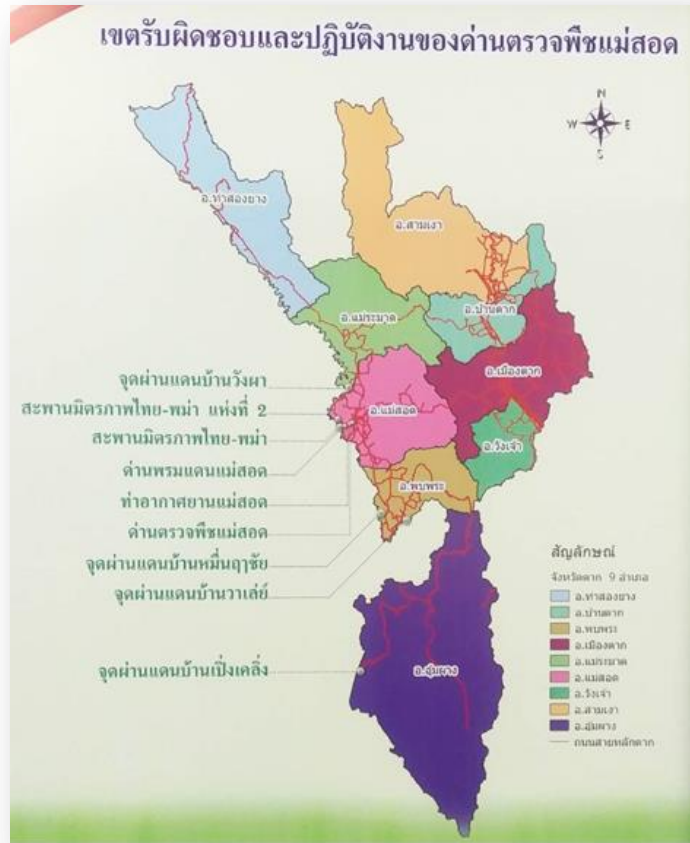 เขตรับผิดชอบและปฏิบัติงานของด่านตรวจพืชแม่สอด
N
W E
S
อ.ท่าสองยาง
อ.สามเงา
อ.บ้านตาก
อ.แม่ระมาด
อ.เมืองตาก
อ.แม่สอด
อ.วังเจ้า
อ.พบพระ
อ.อุ้มผาง
จุดผ่านแดนบ้านวังผา
สะพานมิตรภาพไทย-พม่า แห่งที่ 2
สะพานมิตรภาพไทย-พม่า
ด่านพรมแดนแม่สอด
ท่าอากาศยานแม่สอด
ด่านตรวจพืชแม่สอด
จุดผ่านแดนบ้านหมื่นฤาชัย
จุดผ่านแดนบ้านวาเล่ย์
จุดผ่านแดนบ้านเปิ่งเคลิ่ง
สัญลักษณ์
จังหวัดตาก 9 อำเภอ
อ.ท่าสองยาง
อ.บ้านตาก
อ.พบพระ
อ.เมืองตาก
อ.แม่ระมาด
อ.แม่สอด
อ.วังเจ้า
อ.สามเงา
อ.อุ้มผาง
ถนนสายหลักตาก